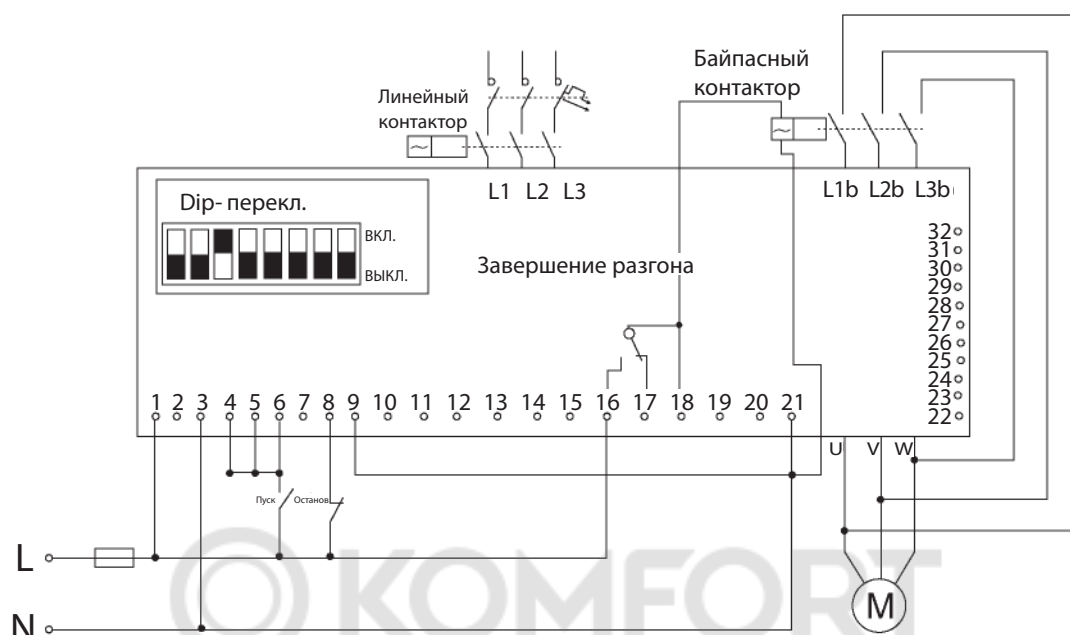 Байпасный
контактор
Линейный
контактор
L1 L2 L3
L1b L2b L3b
Dip- перекл.
ВКЛ.
ВЫКЛ.
Завершение разгона
32
31
30
29
28
27
26
25
24
23
22
1 2 3 4 5 6 7 8 9 10 11 12 13 14 15 16 17 18 19 20 21
U V W
Пуск Останов
L
KOMFORT
M
N